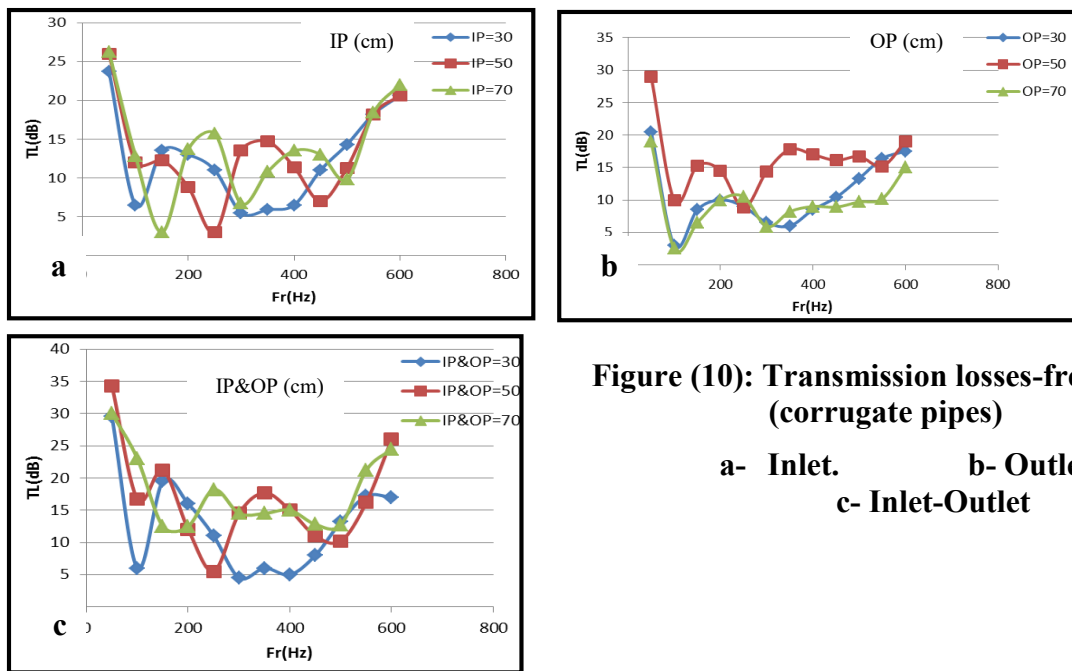 30
25
20
15
10
5
TL(dB)
IP (cm)
IP=30
IP=50
IP=70
200
400
600
800
Fr(Hz)
a
35
30
25
20
15
10
5
TL(dB)
OP (cm)
OP=30
OP=50
OP=70
200
400
600
800
Fr(Hz)
b
40
35
30
25
20
15
10
5
TL(dB)
IP&OP (cm)
IP&OP=30
IP&OP=50
IP&OP=70
0
200
400
600
800
Fr(Hz)
c
Figure (10): Transmission losses-fre
(corrugate pipes)
a- Inlet. b- Outle
c- Inlet-Outlet